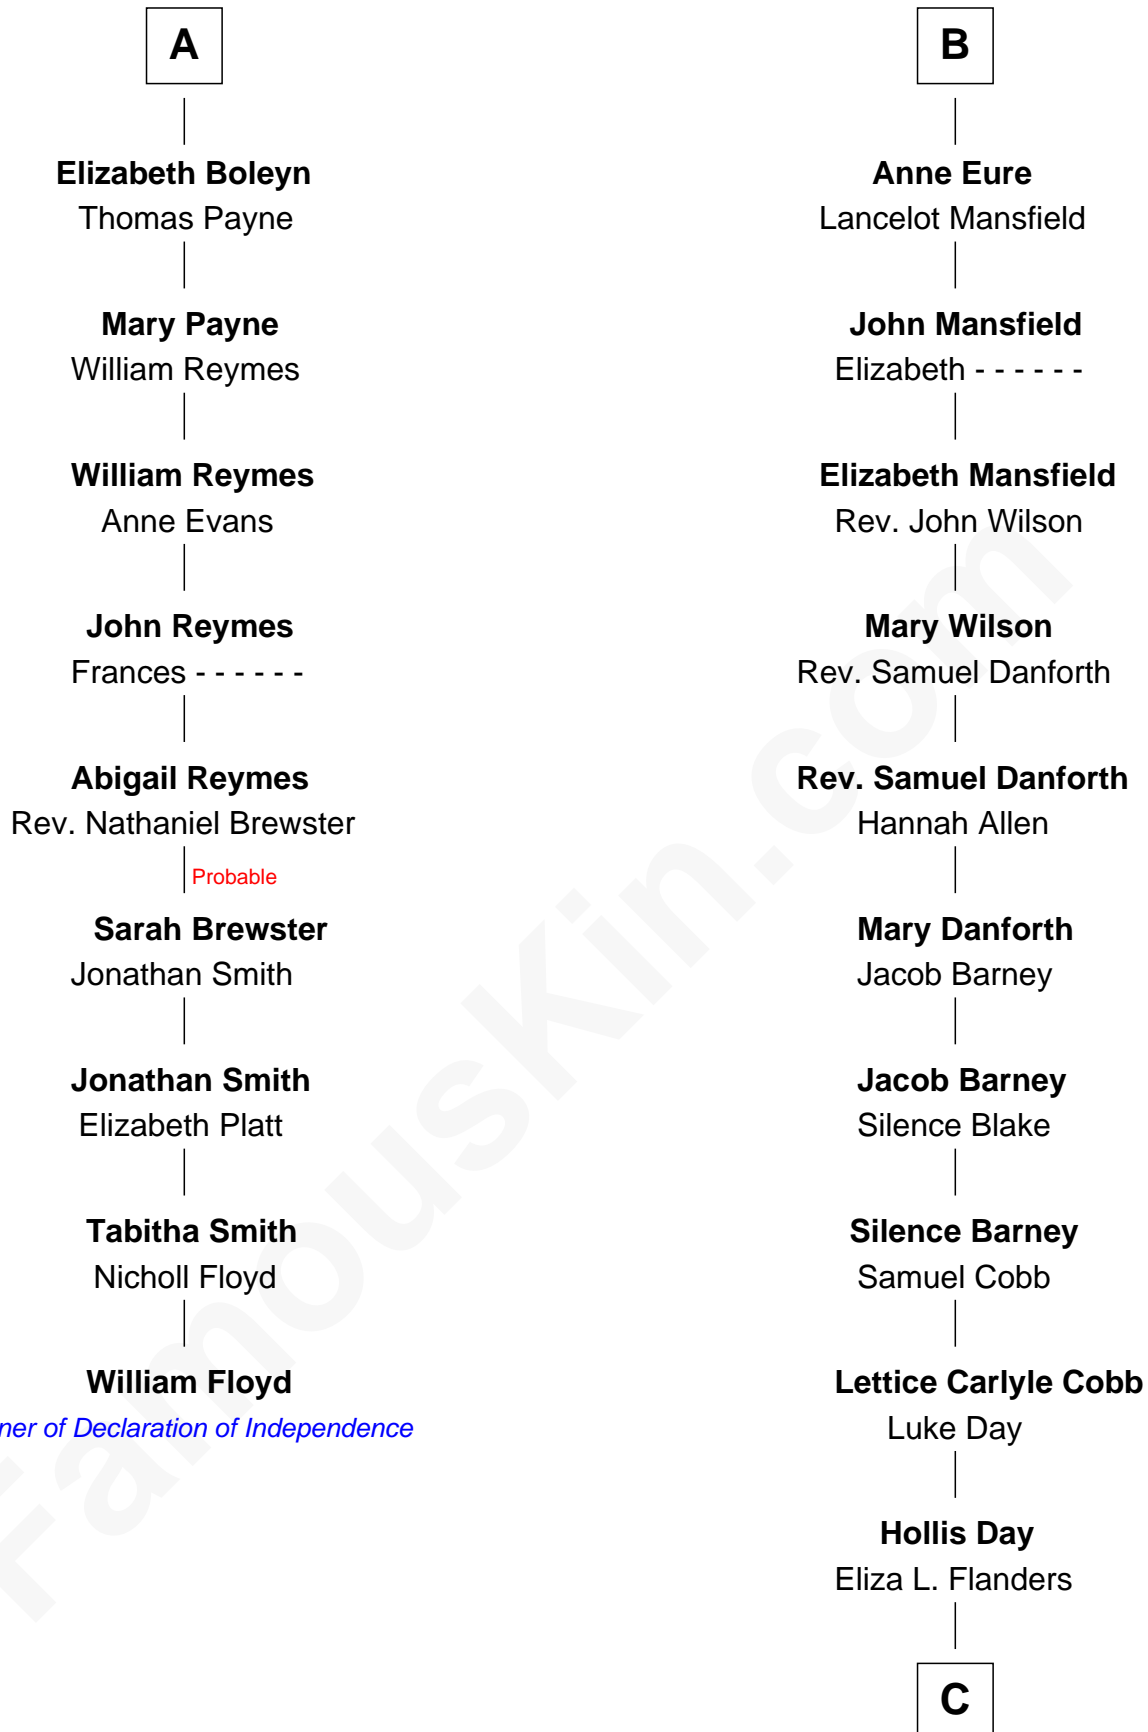 A
Elizabeth Boleyn
Thomas Payne
Mary Payne
William Reymes
William Reymes
Anne Evans
John Reymes
Frances - - - - - -
Abigail Reymes
Rev. Nathaniel Brewster
Probable
Sarah Brewster
Jonathan Smith
Jonathan Smith
Elizabeth Platt
Tabitha Smith
Nicholl Floyd
William Floyd
ner of Declaration of Independence
B
Anne Eure
Lancelot Mansfield
John Mansfield
Elizabeth - - - - - -
Elizabeth Mansfield
Rev. John Wilson
Mary Wilson
Rev. Samuel Danforth
Rev. Samuel Danforth
Hannah Allen
Mary Danforth
Jacob Barney
Jacob Barney
Silence Blake
Silence Barney
Samuel Cobb
Lettice Carlyle Cobb
Luke Day
Hollis Day
Eliza L. Flanders
C
FamousKin.com